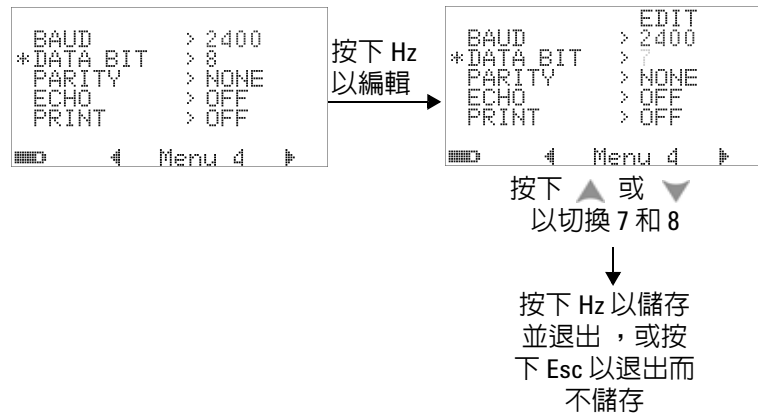 BAUD > 2400
*DATA BIT > 8
PARITY > NONE
ECHO > OFF
PRINT > OFF
Menu 4
按下 Hz
以編輯
EDIT
BAUD > 2400
*DATA BIT > 7
PARITY > NONE
ECHO > OFF
PRINT > OFF
Menu 4
按下 ▲ 或 ▼
以切換 7 和 8
按下 Hz 以儲存
並退出 ，或按
下 Esc 以退出而
不儲存